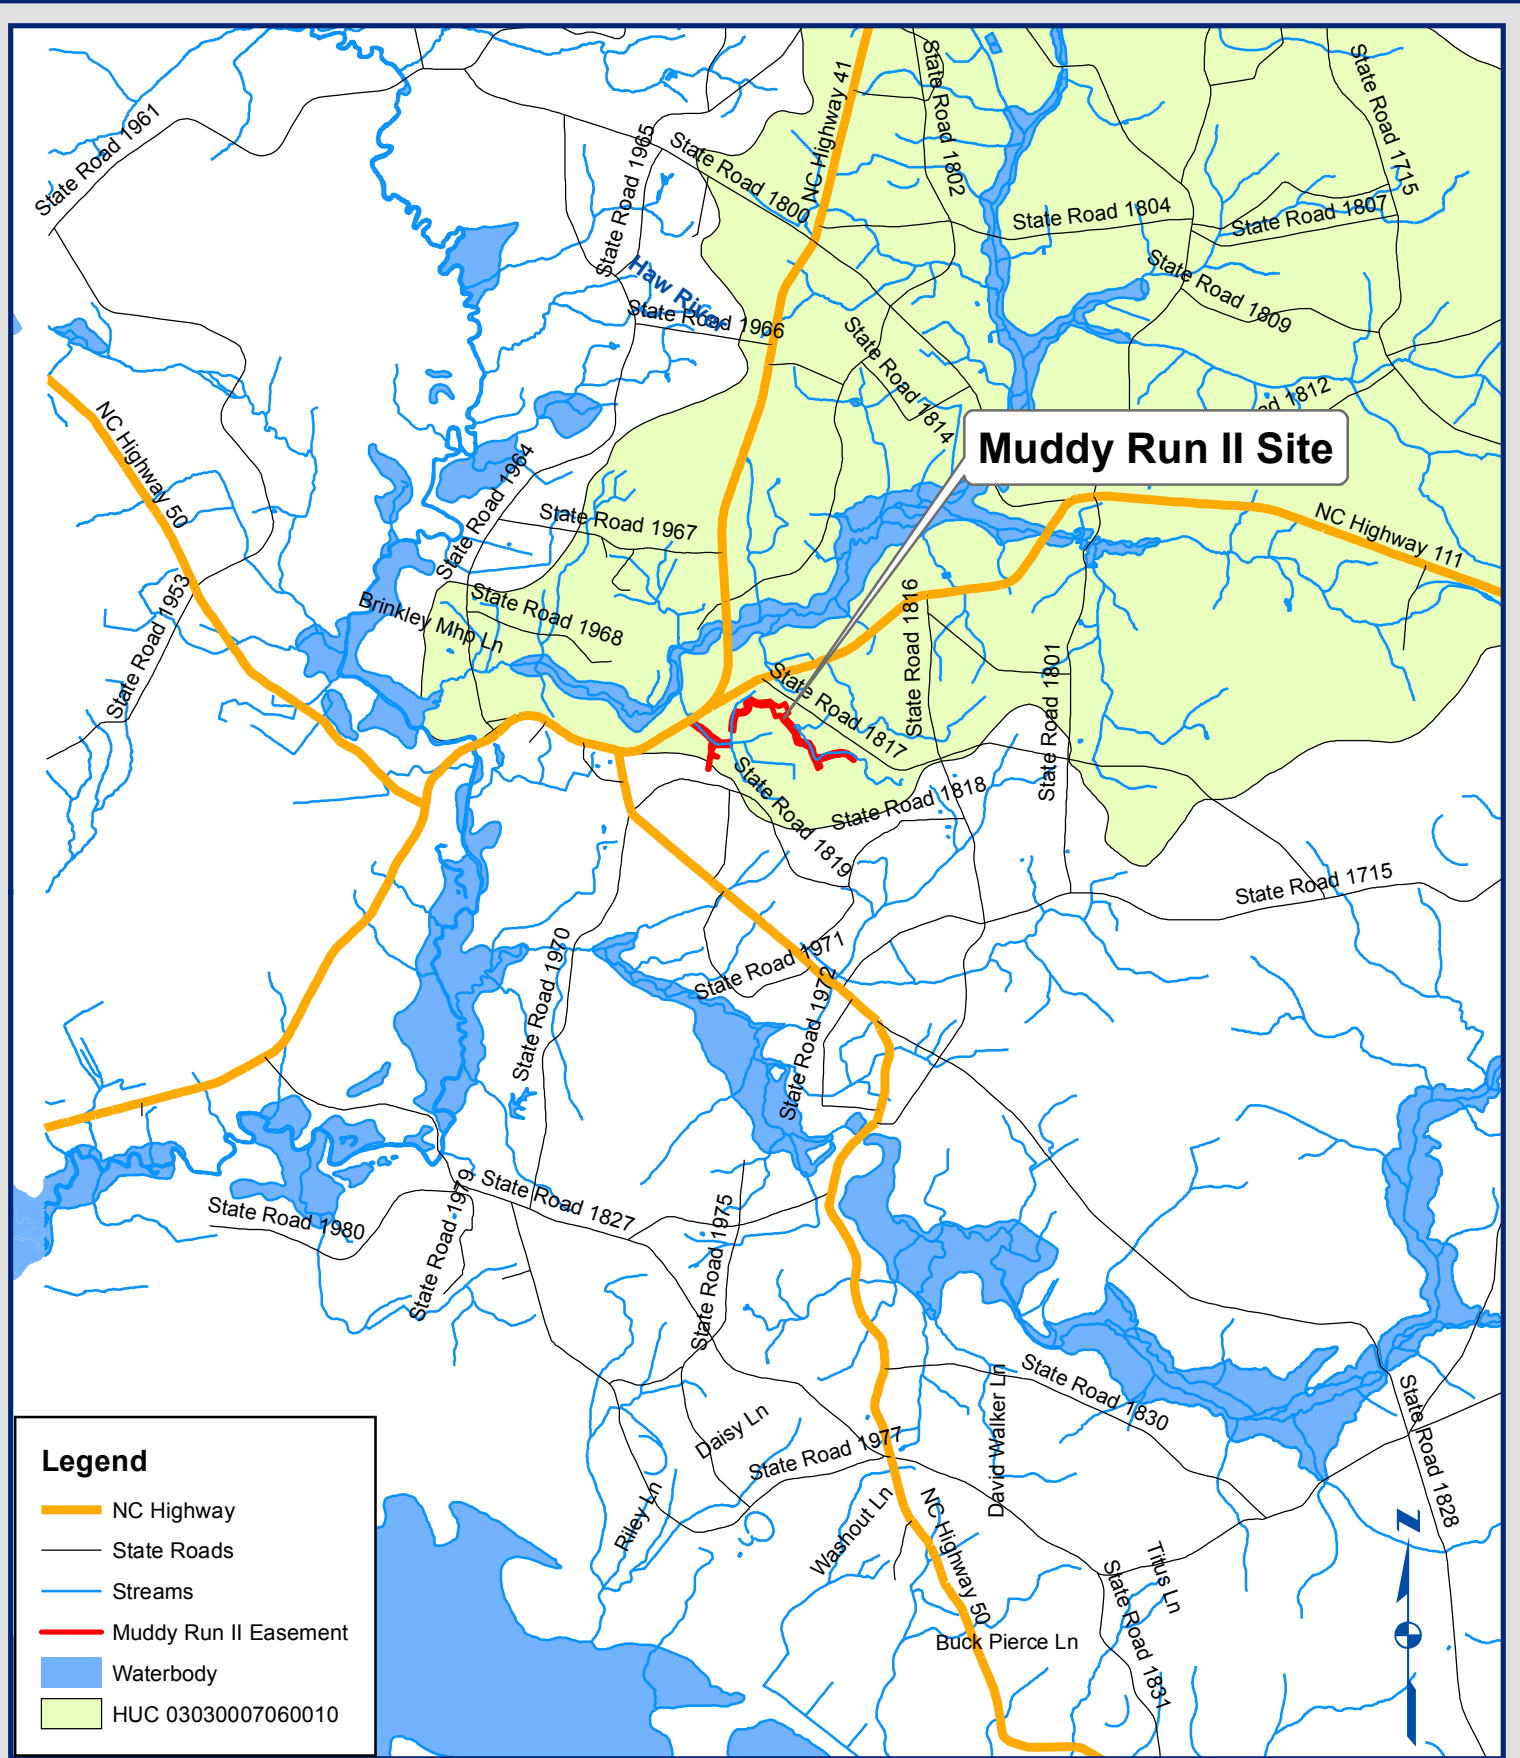 State Road 1961
State Road 1965
State Road 1800
NC Highway 41
State Road 1802
State Road 1715
State Road 1804
State Road 1807
Haw River
State Road 1809
State Road 1966
State Road 1814
1812
Muddy Run II Site
NC Highway 50
State Road 1964
State Road 1967
NC Highway 111
State Road 1953
Brinkley Mhp Ln
State Road 1968
State Road 1816
State Road 1801
State Road 1817
State Road 1819
State Road 1818
State Road 1715
State Road 1970
State Road 1971
State Road 1972
State Road 1980
State Road 1979
State Road 1827
State Road 1975
State Road 1830
David Walker Ln
State Road 1828
Daisy Ln
State Road 1977
Riley Ln
Washout Ln
NC Highway 50
Titus Ln
State Road 1831
Buck Pierce Ln
N
Legend
NC Highway
State Roads
Streams
Muddy Run II Easement
Waterbody
HUC 03030007060010